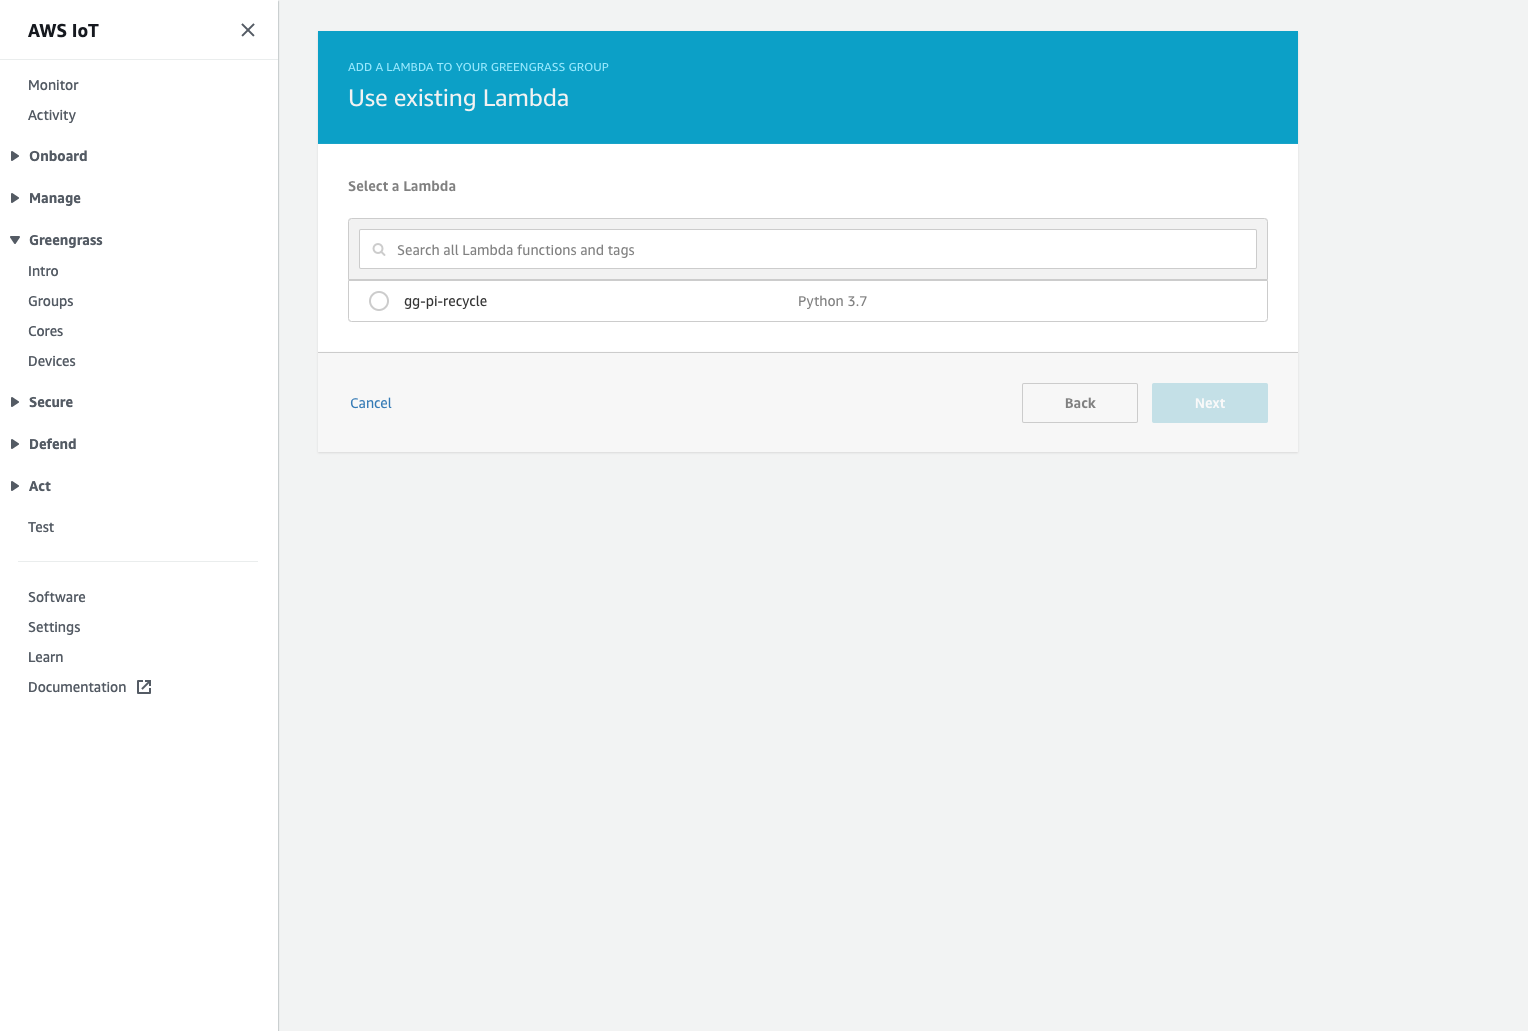 AWS IoT
Monitor
Activity
Onboard
Manage
Greengrass
Intro
Groups
Cores
Devices
Secure
Defend
Act
Test
Software
Settings
Learn
Documentation
ADD A LAMBDA TO YOUR GREENGRASS GROUP
Use existing Lambda
Select a Lambda
Search all Lambda functions and tags
gg-pi-recycle Python 3.7
Cancel Back Next